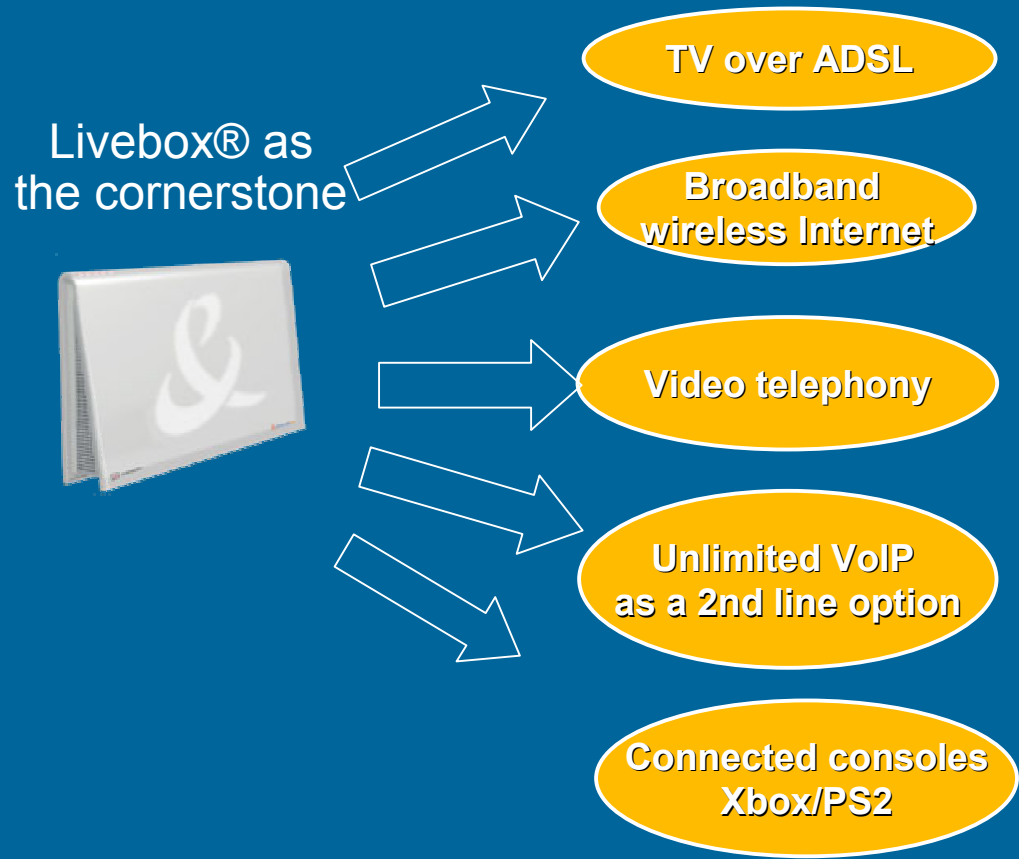 Livebox® as
the cornerstone
&
TV over ADSL
Broadband
wireless Internet
Video telephony
Unlimited VoIP
as a 2nd line option
Connected consoles
Xbox/PS2